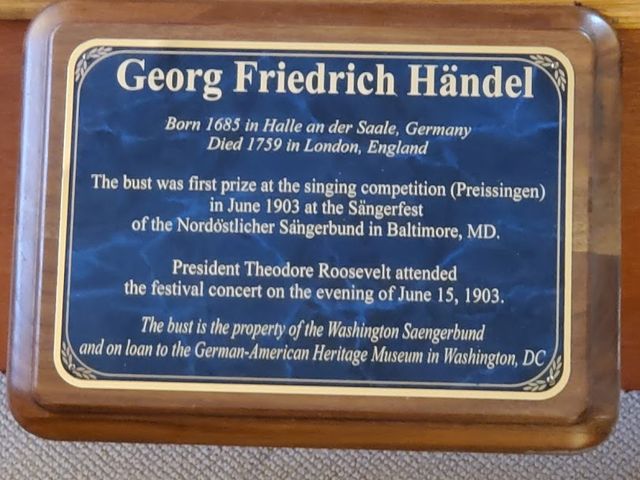 Georg Friedrich Händel
Born 1685 in Halle an der Saale, Germany
Died 1759 in London, England
The bust was first prize at the singing competition (Preissingen)
in June 1903 at the Sängerfest
of the Nordöstlicher Sängerbund in Baltimore, MD.
President Theodore Roosevelt attended
the festival concert on the evening of June 15, 1903.
The bust is the property of the Washington Saengerbund
and on loan to the German-American Heritage Museum in Washington, DC